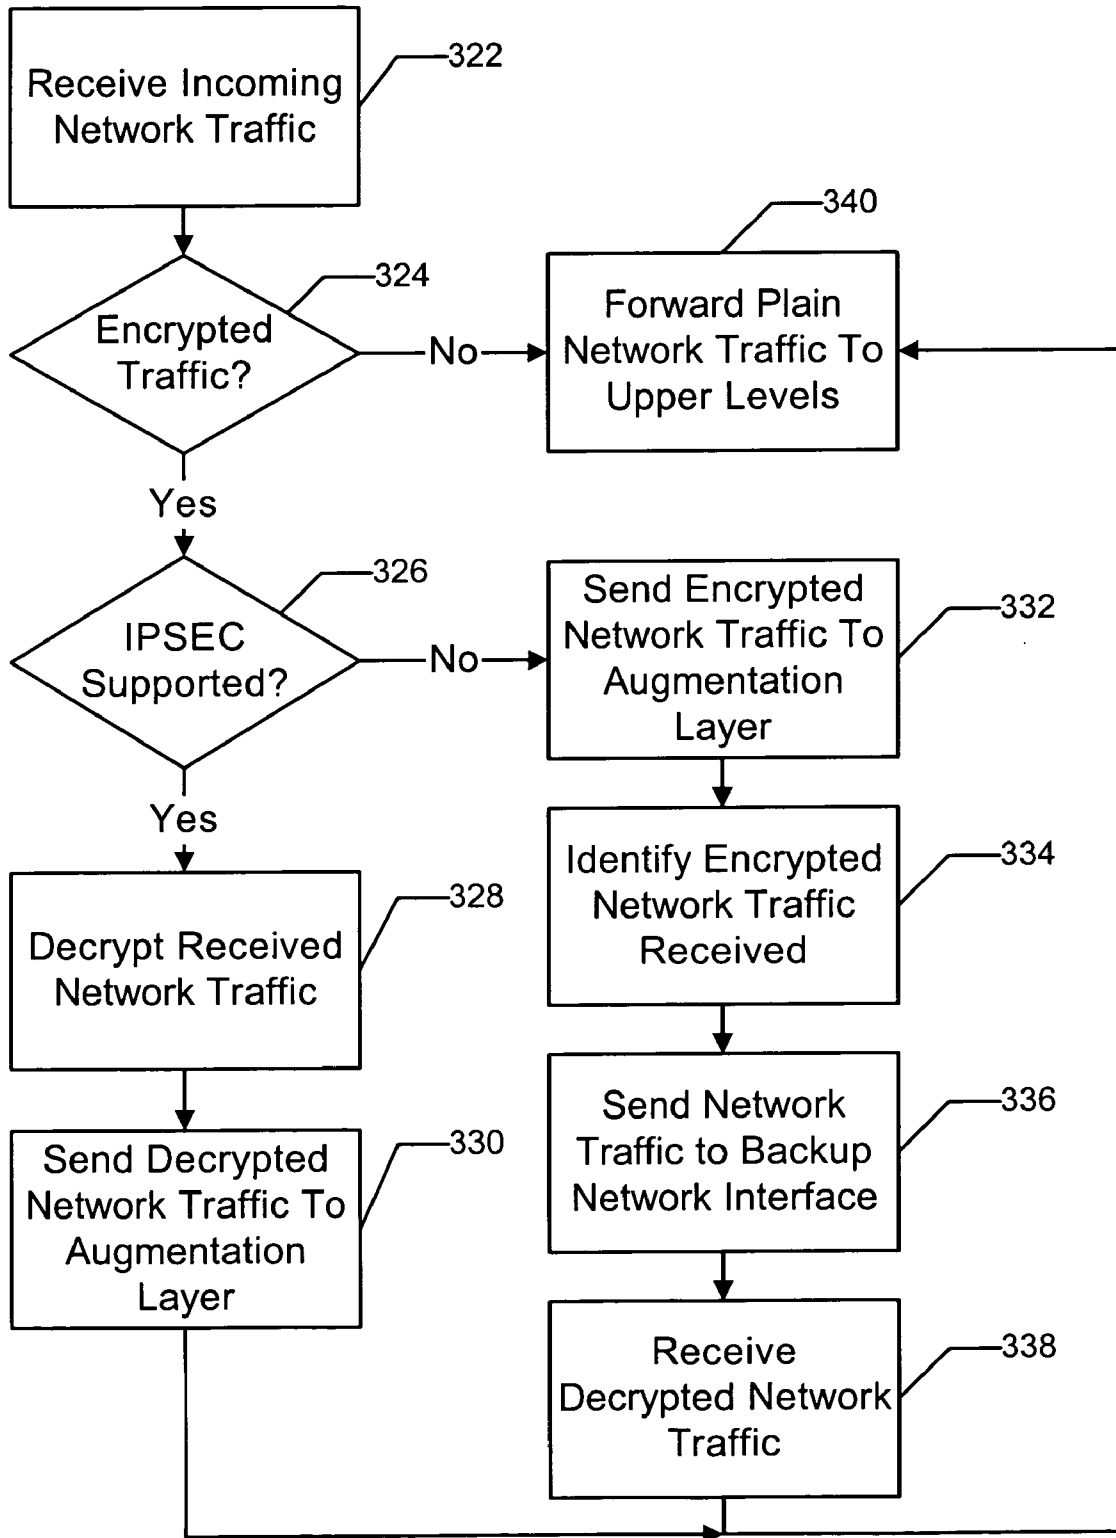 Receive Incoming
Network Traffic
322
Encrypted
Traffic?
324
No
Forward Plain
Network Traffic To
Upper Levels
340
Yes
IPSEC
Supported?
326
No
Send Encrypted
Network Traffic To
Augmentation
Layer
332
Yes
Identify Encrypted
Network Traffic
Received
334
Decrypt Received
Network Traffic
328
Send Network
Traffic to Backup
Network Interface
336
Send Decrypted
Network Traffic To
Augmentation
Layer
330
Receive
Decrypted Network
Traffic
338